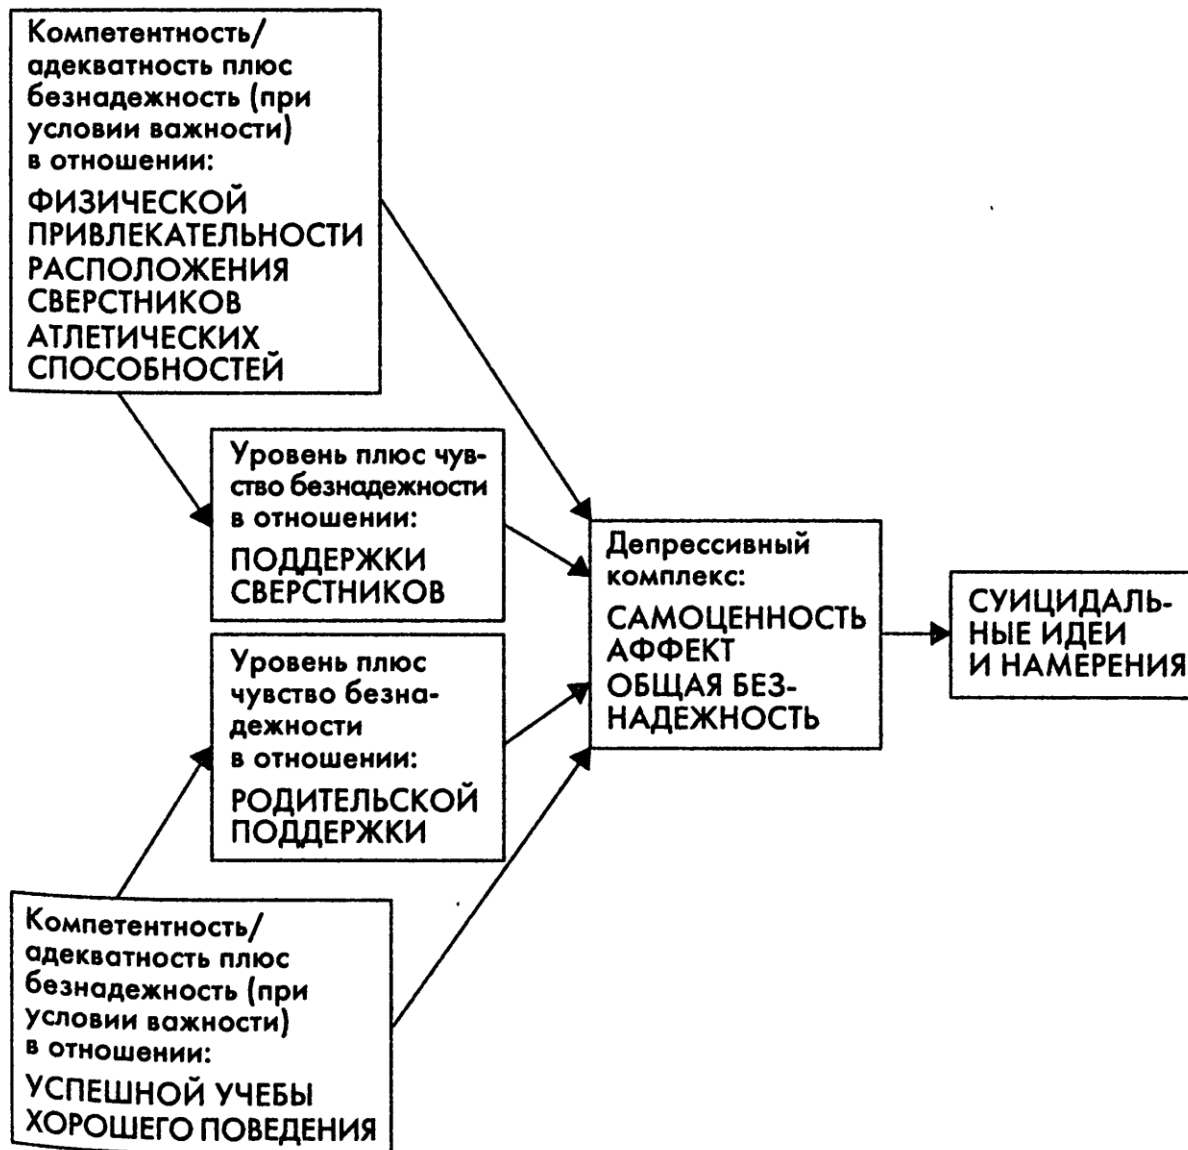 Компетентность/
адекватность плюс
безнадежность (при
условии важности)
в отношении:
ФИЗИЧЕСКОЙ
ПРИВЛЕКАТЕЛЬНОСТИ
РАСПОЛОЖЕНИЯ
СВЕРСТНИКОВ
АТЛЕТИЧЕСКИХ
СПОСОБНОСТЕЙ
Уровень плюс чув-
ство безнадежности
в отношении:
ПОДДЕРЖКИ
СВЕРСТНИКОВ
Уровень плюс
чувство безна-
дежности
в отношении:
РОДИТЕЛЬСКОЙ
ПОДДЕРЖКИ
Компетентность/
адекватность плюс
безнадежность (при
условии важности)
в отношении:
УСПЕШНОЙ УЧЕБЫ
ХОРОШЕГО ПОВЕДЕНИЯ
Депрессивный
комплекс:
САМОЦЕННОСТЬ
АФФЕКТ
ОБЩАЯ БЕЗ-
НАДЕЖНОСТЬ
СУИЦИДАЛЬ-
НЫЕ ИДЕИ
И НАМЕРЕНИЯ